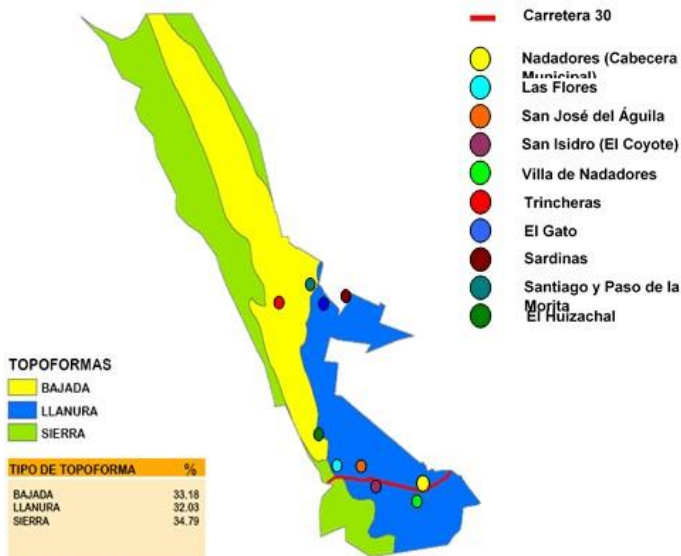 Carretera 30
Nadadores (Cabecera
Municipal)
Las Flores
San José del Águila
San Isidro (El Coyote)
Villa de Nadadores
Trincheras
El Gato
Sardinas
Santiago y Paso de la
Morita
El Huizachal
TOPOFORMAS
BAJADA
LLANURA
SIERRA
TIPO DE TOPOFORMA %
BAJADA 33.18
LLANURA 32.03
SIERRA 34.79